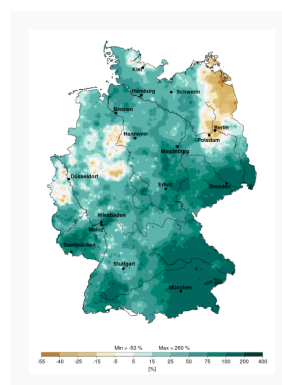 Kiel
Hamburg
Schwerin
Bremen
Hannover
Berlin
Potsdam
Magdeburg
Düsseldorf
Erfurt
Dresden
Wiesbaden
Mainz
Saarbrücken
Stuttgart
München
Min = -53 % Max = 260 %
-55 -40 -25 -15 -5 5 15 25 50 75 100 200 400
[%]